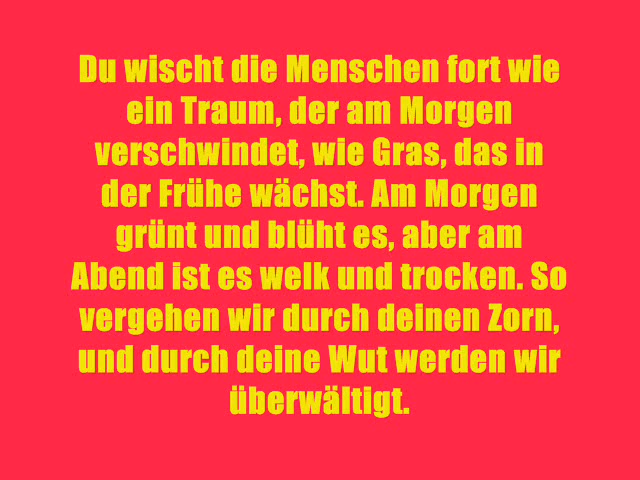 Du wischt die Menschen fort wie
ein Traum, der am Morgen
verschwindet, wie Gras, das in
der Frühe wächst. Am Morgen
grünt und blüht es, aber am
Abend ist es welk und trocken. So
vergehen wir durch deinen Zorn,
und durch deine Wut werden wir
überwältigt.